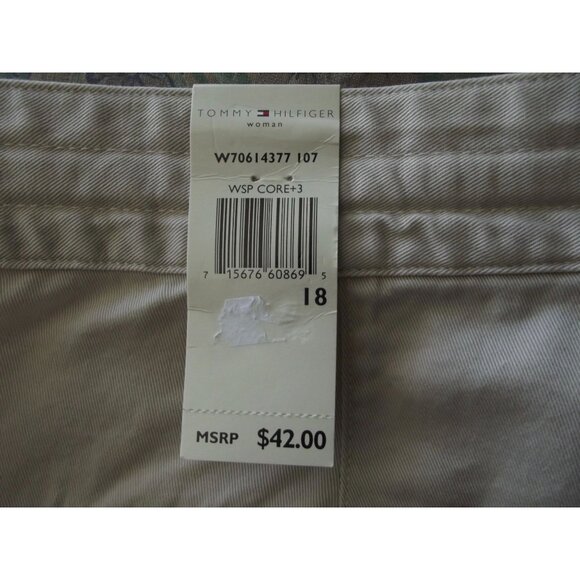 TOMMY HILFIGER
woman
W70614377 107
WSP CORE+3
7 15676 60869 5
18
MSRP $42.00